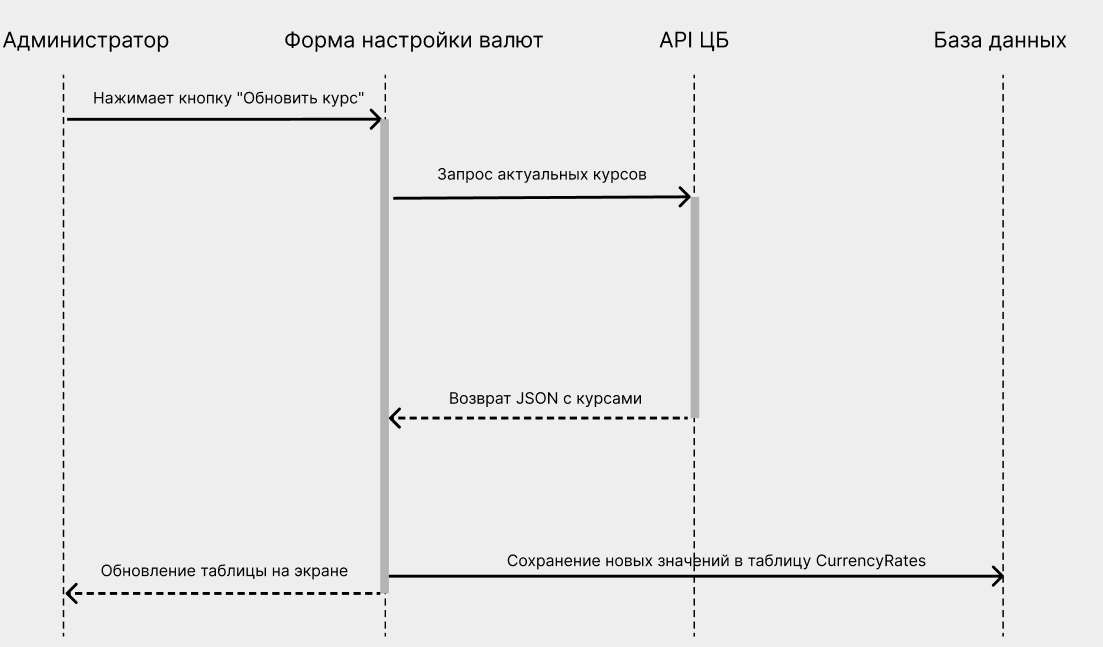 Администратор
Форма настройки валют
API ЦБ
База данных
Нажимает кнопку "Обновить курс"
Запрос актуальных курсов
Возврат JSON с курсами
Сохранение новых значений в таблицу CurrencyRates
Обновление таблицы на экране